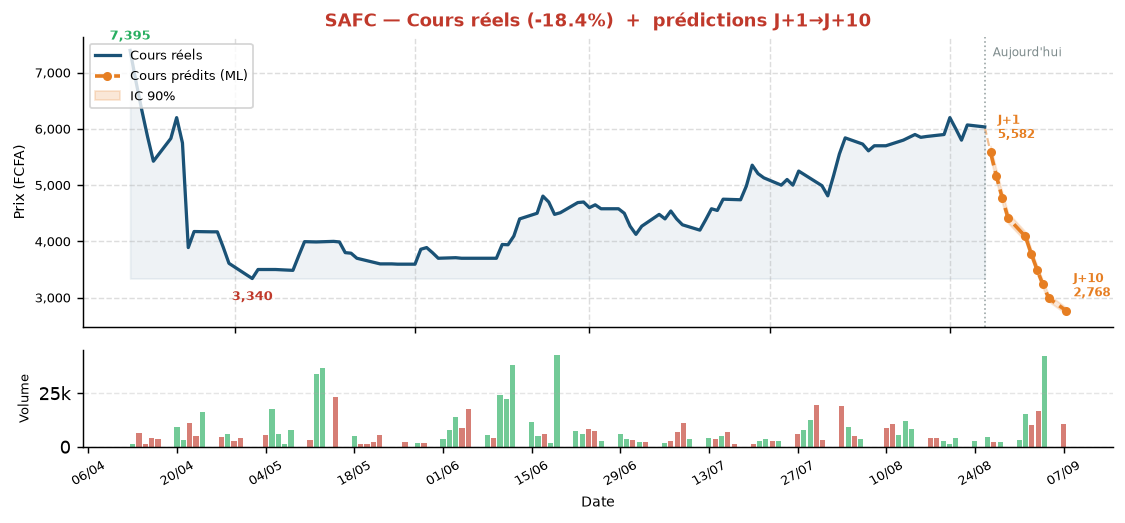 SAFC — Cours réels (-18.4%)  +  prédictions J+1→J+10
7,395
Cours réels
Cours prédits (ML)
IC 90%
Aujourd'hui
J+1
5,582
J+10
2,768
3,340
Prix (FCFA)
7,000
6,000
5,000
4,000
3,000
Volume
25k
0
06/04
20/04
04/05
18/05
01/06
15/06
29/06
13/07
27/07
10/08
24/08
07/09
Date